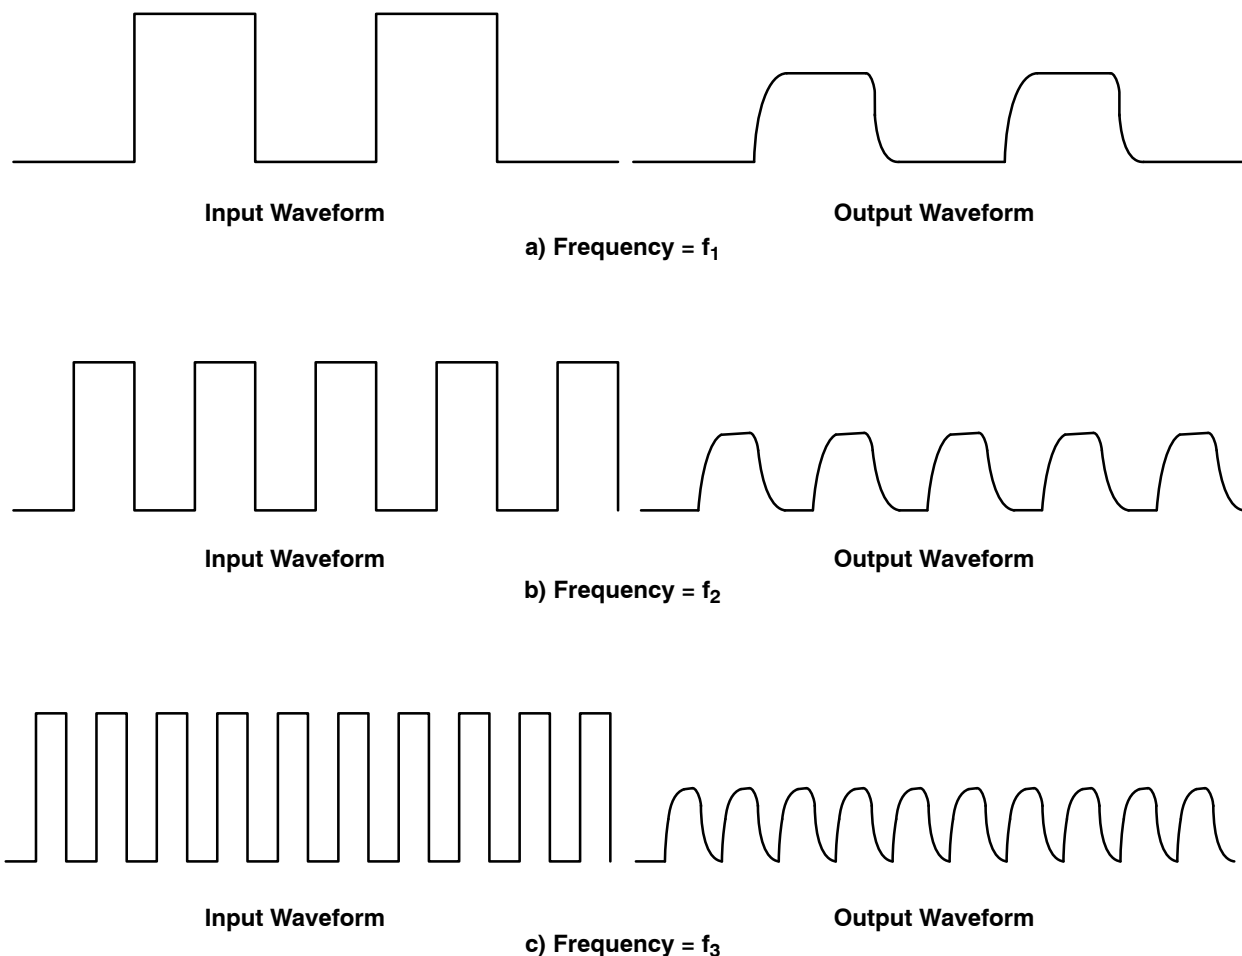 Input Waveform
Output Waveform
a) Frequency = f1
Input Waveform
Output Waveform
b) Frequency = f2
Input Waveform
Output Waveform
c) Frequency = f3